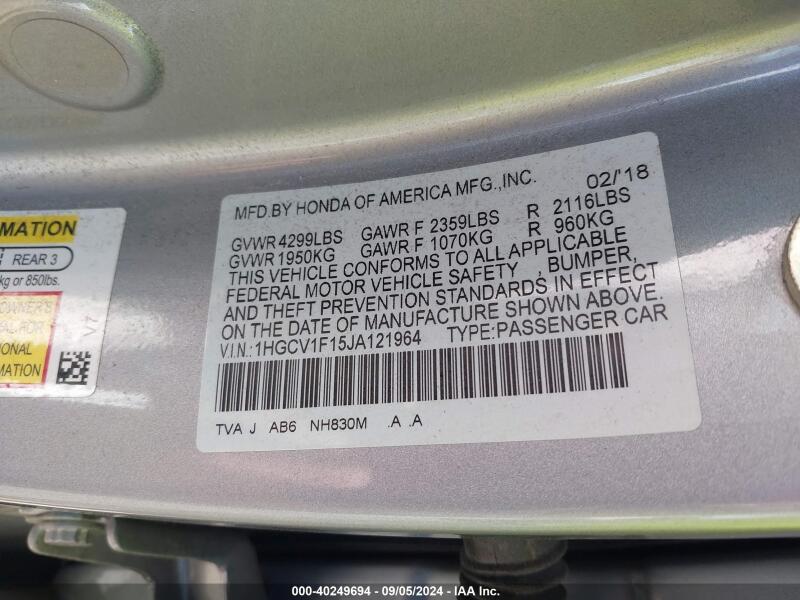 MFD.BY HONDA OF AMERICA MFG.,INC. 02/'18
GVWR 4299LBS GAWR F 2359LBS R 2116LBS
GVWR 1950KG GAWR F 1070KG R 960KG
THIS VEHICLE CONFORMS TO ALL APPLICABLE
FEDERAL MOTOR VEHICLE SAFETY , BUMPER,
AND THEFT PREVENTION STANDARDS IN EFFECT
ON THE DATE OF MANUFACTURE SHOWN ABOVE.
V.I.N.:1HGCV1F15JA121964 TYPE:PASSENGER CAR
TVA J AB6 NH830M .A .A
REAR 3
kg or 850lbs.
V7
000-40249694 - 09/05/2024 - IAA Inc.